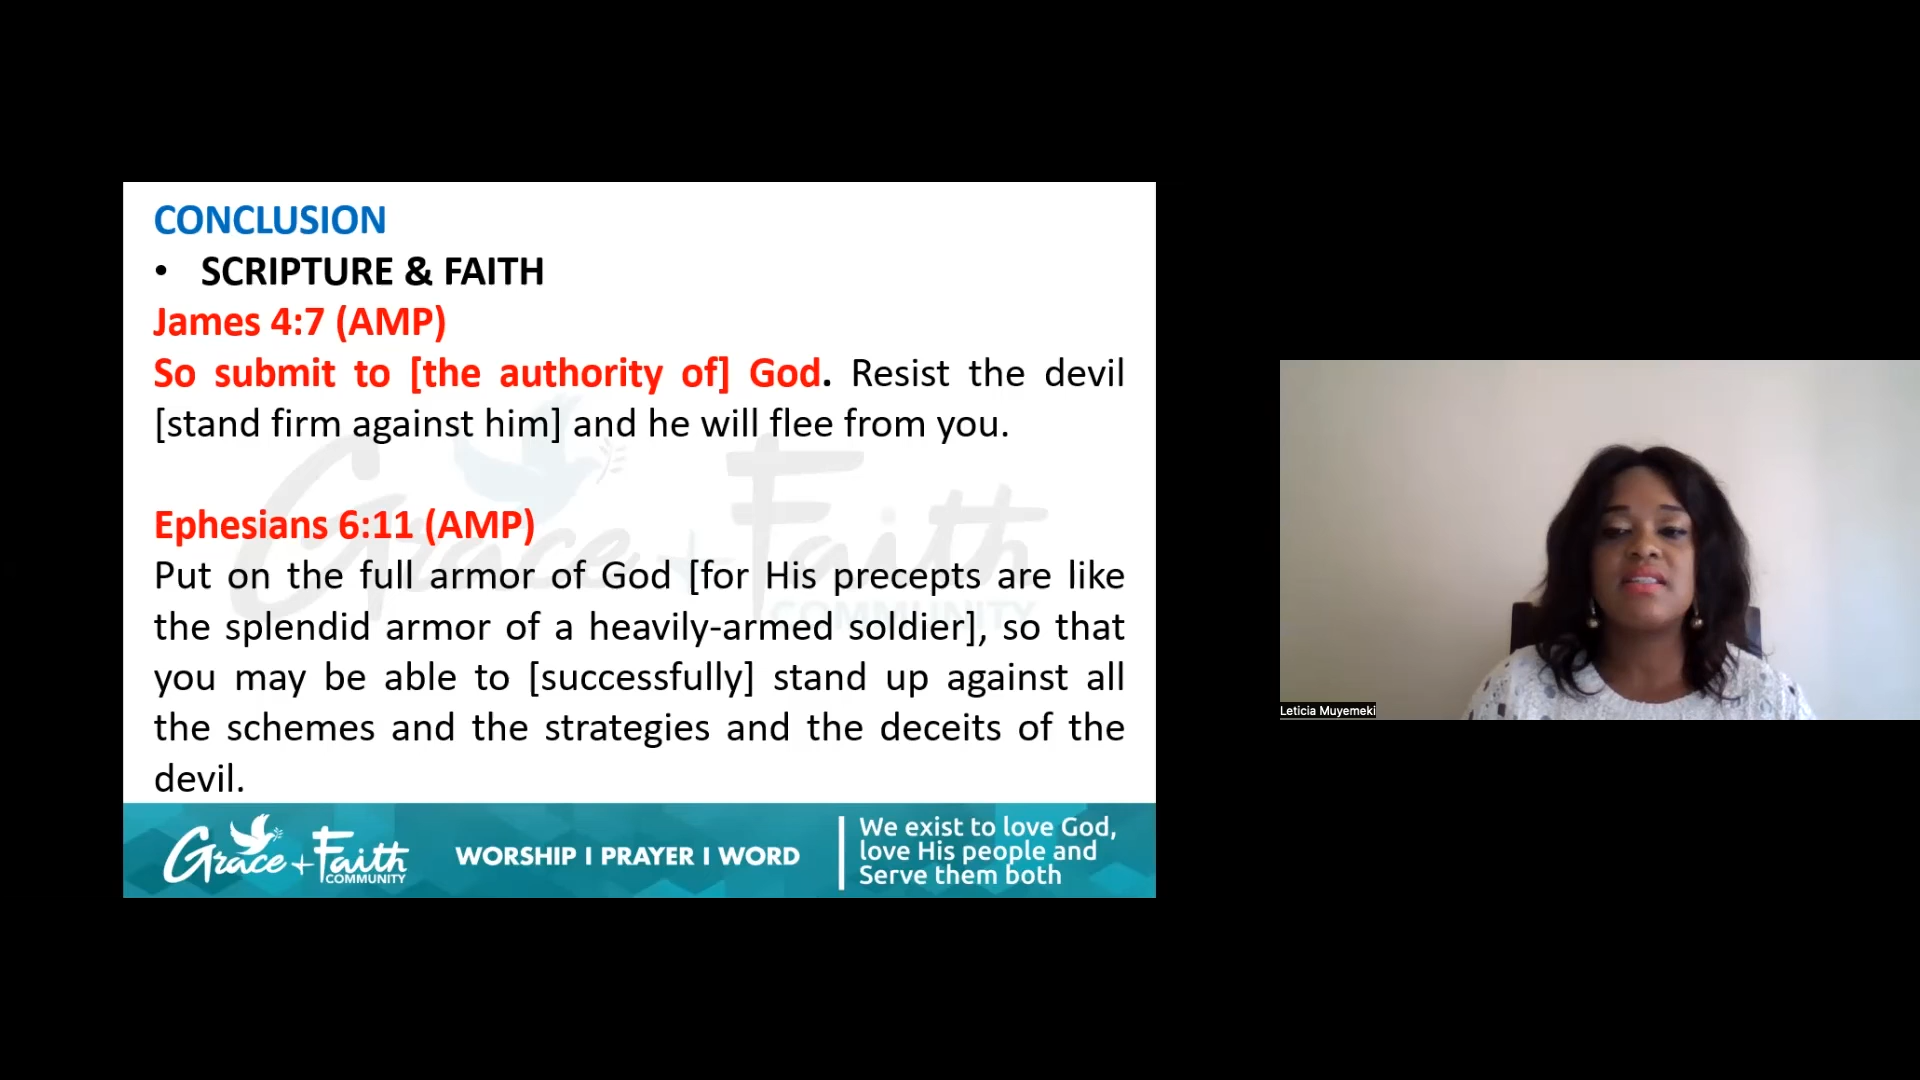 CONCLUSION
• SCRIPTURE & FAITH
James 4:7 (AMP)
So submit to [the authority of] God. Resist the devil
[stand firm against him] and he will flee from you.
Ephesians 6:11 (AMP)
Put on the full armor of God [for His precepts are like
the splendid armor of a heavily-armed soldier], so that
you may be able to [successfully] stand up against all
the schemes and the strategies and the deceits of the
devil.
Grace + Faith
COMMUNITY
Grace + Faith
COMMUNITY
WORSHIP I PRAYER I WORD
We exist to love God,
love His people and
Serve them both
Leticia Muyemeki